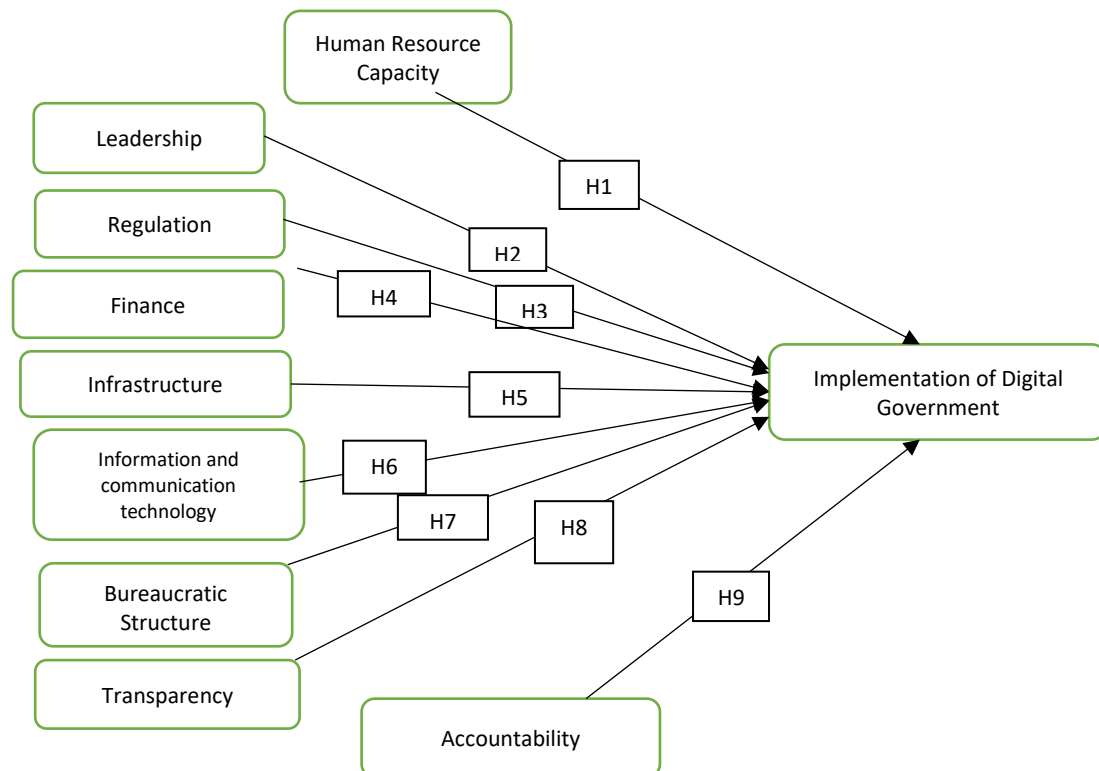 Human Resource
Capacity
Leadership
H1
Regulation
H2
Finance
H4
H3
Infrastructure
H5
Implementation of Digital
Government
Information and
communication
technology
H6
H7
H8
Bureaucratic
Structure
H9
Transparency
Accountability